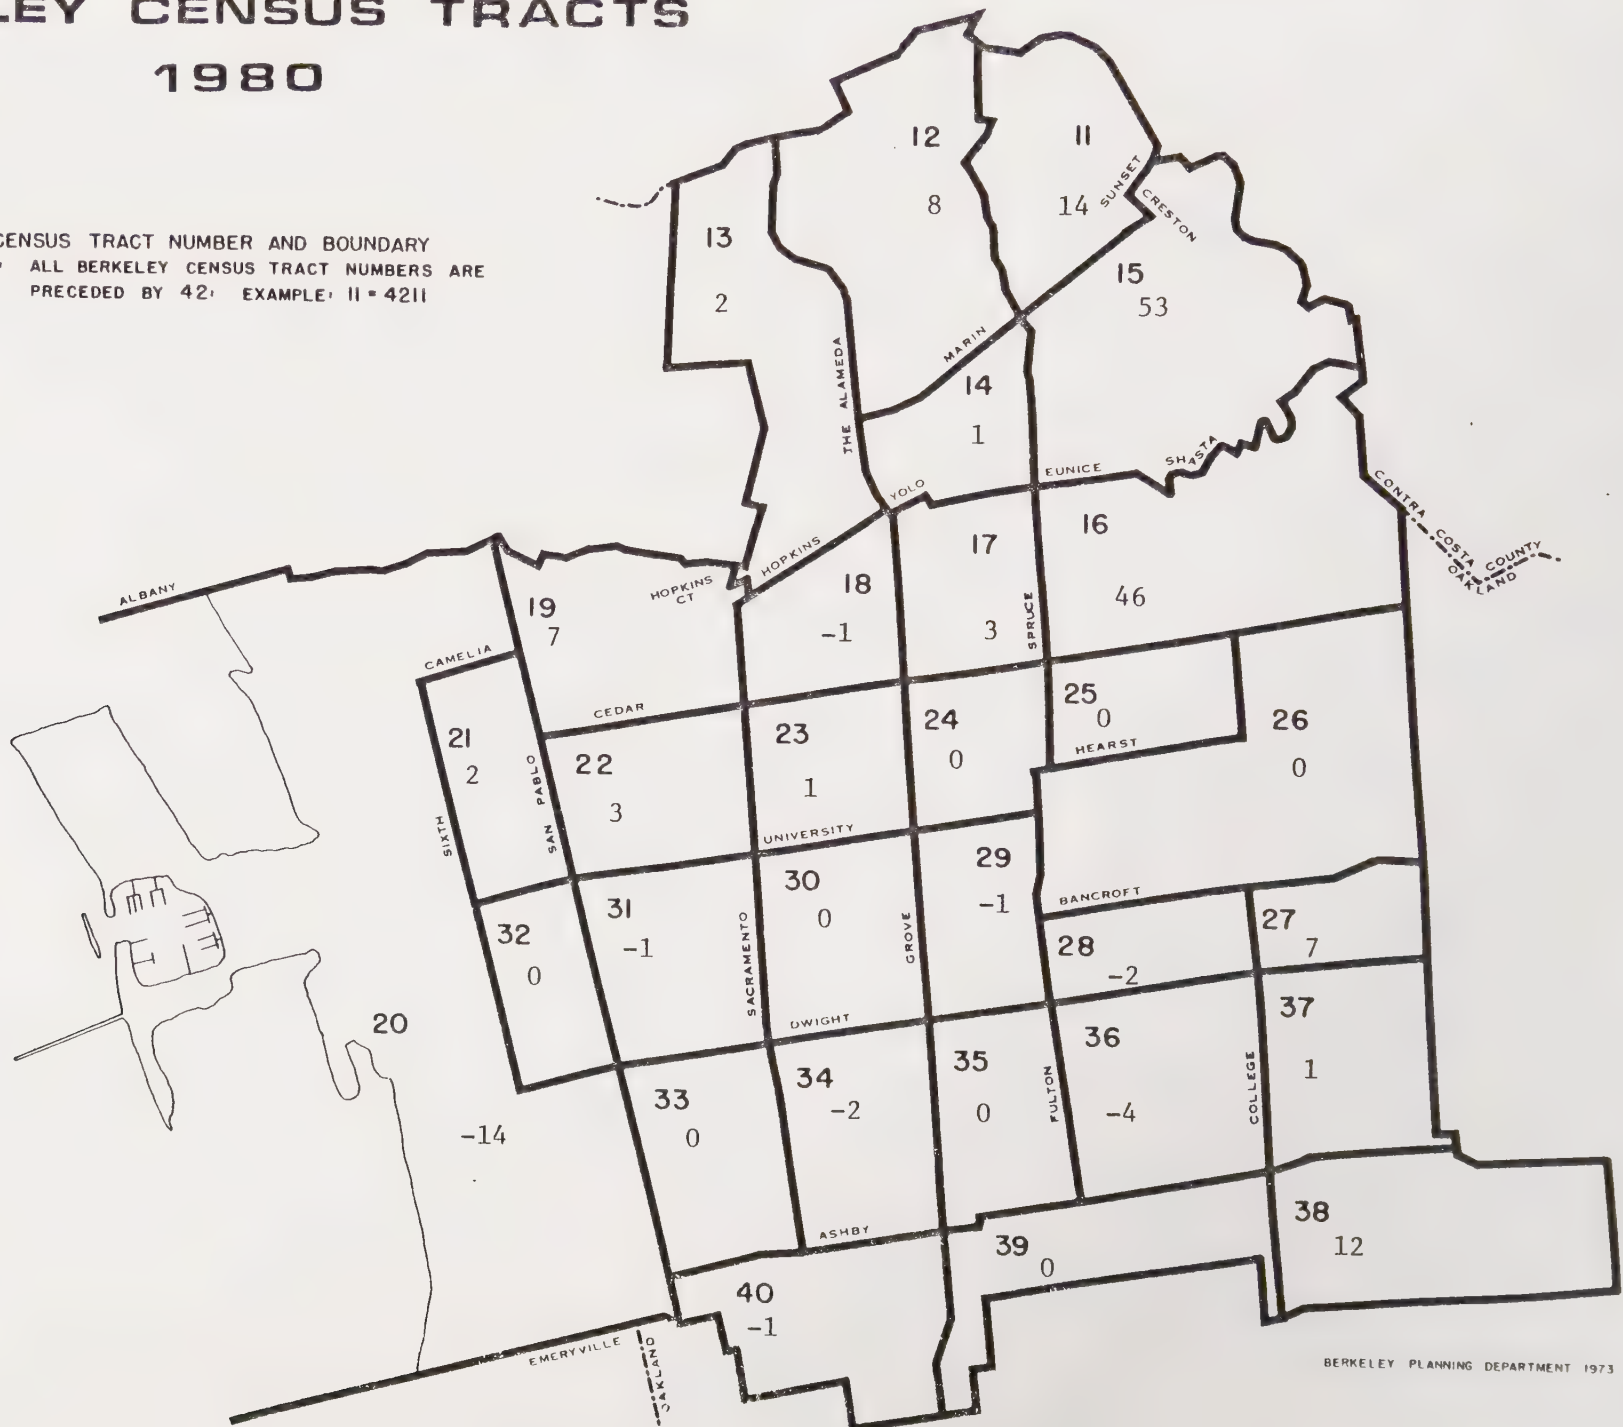 LEY CENSUS TRACTS
1980
CENSUS TRACT NUMBER AND BOUNDARY
ALL BERKELEY CENSUS TRACT NUMBERS ARE
PRECEDED BY 42: EXAMPLE: 11 = 4211
12
8
11
14
SUNSET
CRESTON
13
2
15
53
THE ALAMEDA
MARIN
14
1
YOLO
EUNICE
SHASTA
CONTRA COSTA COUNTY
OAKLAND
ALBANY
HOPKINS CT
HOPKINS
19
7
18
-1
17
3
SPRUCE
16
46
CAMELIA
CEDAR
21
2
SIXTH
SAN PABLO
22
3
23
1
24
0
25
0
HEARST
26
0
UNIVERSITY
32
0
31
-1
SACRAMENTO
30
0
GROVE
29
-1
BANCROFT
28
-2
27
7
20
-14
DWIGHT
33
0
34
-2
35
0
FULTON
36
-4
COLLEGE
37
1
ASHBY
40
-1
39
0
38
12
EMERYVILLE
OAKLAND
BERKELEY PLANNING DEPARTMENT 1973